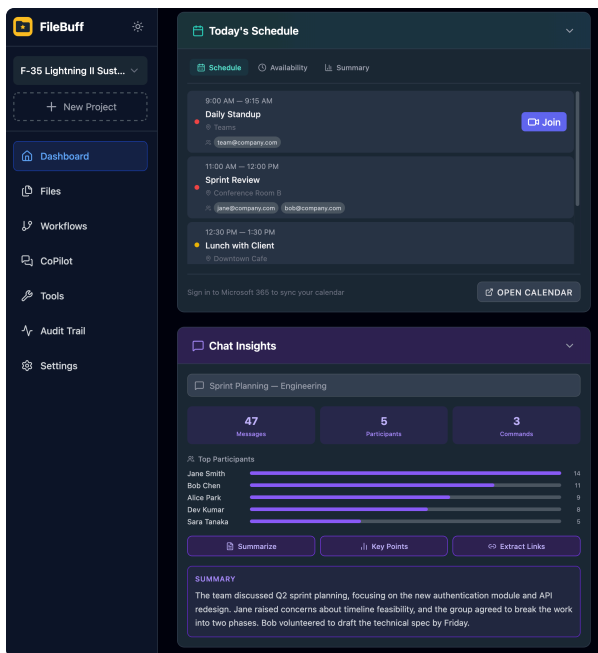 FileBuff
F-35 Lightning II Sust...
New Project
Dashboard
Files
Workflows
CoPilot
Tools
Audit Trail
Settings
Today's Schedule
Schedule Availability Summary
9:00 AM — 9:15 AM
Daily Standup
Teams
team@company.com
Join
11:00 AM — 12:00 PM
Sprint Review
Conference Room B
jane@company.com bob@company.com
12:30 PM — 1:30 PM
Lunch with Client
Downtown Cafe
Sign in to Microsoft 365 to sync your calendar
OPEN CALENDAR
Chat Insights
Sprint Planning — Engineering
47 5 3
Messages Participants Commands
Top Participants
Jane Smith 14
Bob Chen 11
Alice Park 9
Dev Kumar 8
Sara Tanaka 5
Summarize Key Points Extract Links
SUMMARY
The team discussed Q2 sprint planning, focusing on the new authentication module and API
redesign. Jane raised concerns about timeline feasibility, and the group agreed to break the work
into two phases. Bob volunteered to draft the technical spec by Friday.